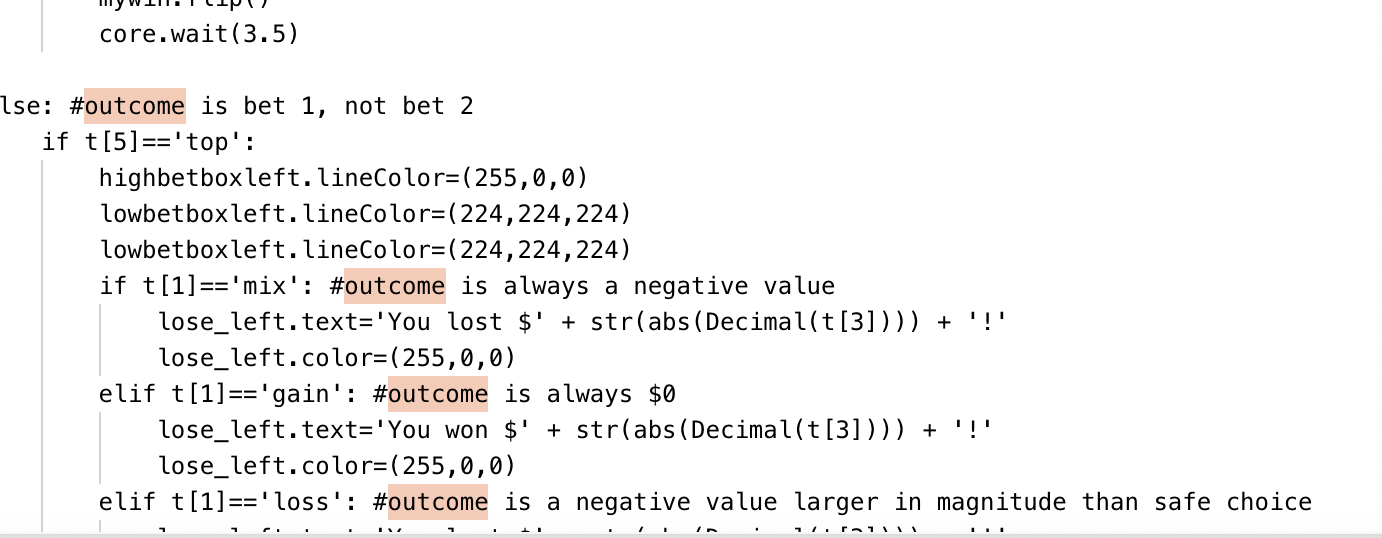 mywin.flip()
core.wait(3.5)
lse: #outcome is bet 1, not bet 2
if t[5]=='top':
highbetboxleft.lineColor=(255,0,0)
lowbetboxleft.lineColor=(224,224,224)
lowbetboxleft.lineColor=(224,224,224)
if t[1]=='mix': #outcome is always a negative value
lose_left.text='You lost $' + str(abs(Decimal(t[3]))) + '!'
lose_left.color=(255,0,0)
elif t[1]=='gain': #outcome is always $0
lose_left.text='You won $' + str(abs(Decimal(t[3]))) + '!'
lose_left.color=(255,0,0)
elif t[1]=='loss': #outcome is a negative value larger in magnitude than safe choice